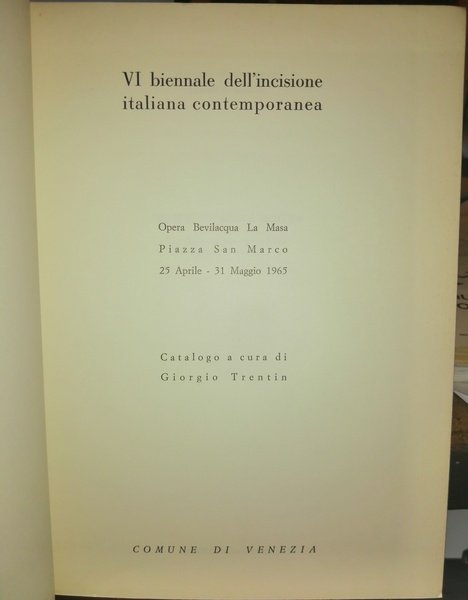 VI biennale dell'incisione
italiana contemporanea
Opera Bevilacqua La Masa
Piazza San Marco
25 Aprile - 31 Maggio 1965
Catalogo a cura di
Giorgio Trentin
COMUNE DI VENEZIA